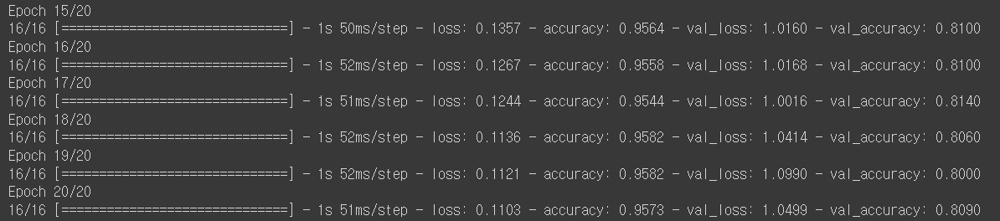 Epoch 15/20
16/16 [==============================] - 1s 50ms/step - loss: 0.1357 - accuracy: 0.9564 - val_loss: 1.0160 - val_accuracy: 0.8100
Epoch 16/20
16/16 [==============================] - 1s 52ms/step - loss: 0.1267 - accuracy: 0.9558 - val_loss: 1.0168 - val_accuracy: 0.8100
Epoch 17/20
16/16 [==============================] - 1s 51ms/step - loss: 0.1244 - accuracy: 0.9544 - val_loss: 1.0016 - val_accuracy: 0.8140
Epoch 18/20
16/16 [==============================] - 1s 52ms/step - loss: 0.1136 - accuracy: 0.9582 - val_loss: 1.0414 - val_accuracy: 0.8060
Epoch 19/20
16/16 [==============================] - 1s 52ms/step - loss: 0.1121 - accuracy: 0.9582 - val_loss: 1.0990 - val_accuracy: 0.8000
Epoch 20/20
16/16 [==============================] - 1s 51ms/step - loss: 0.1103 - accuracy: 0.9573 - val_loss: 1.0499 - val_accuracy: 0.8090